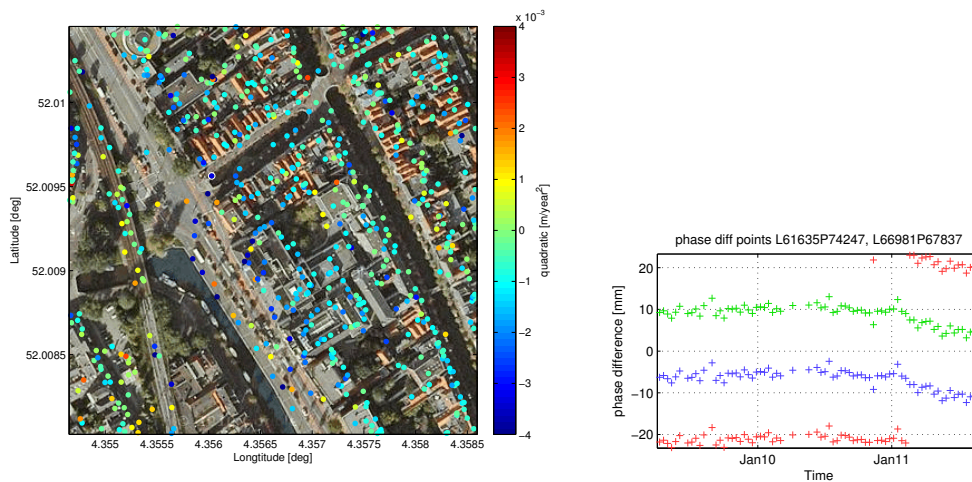 x 10⁻³
4
3
2
1
0
−1
−2
−3
−4
quadratic [m/year²]
52.01
52.0095
52.009
52.0085
Latitude [deg]
4.355 4.3555 4.356 4.3565 4.357 4.3575 4.358 4.3585
Longtitude [deg]
phase diff points L61635P74247, L66981P67837
20
10
0
−10
−20
phase difference [mm]
Jan10 Jan11
Time